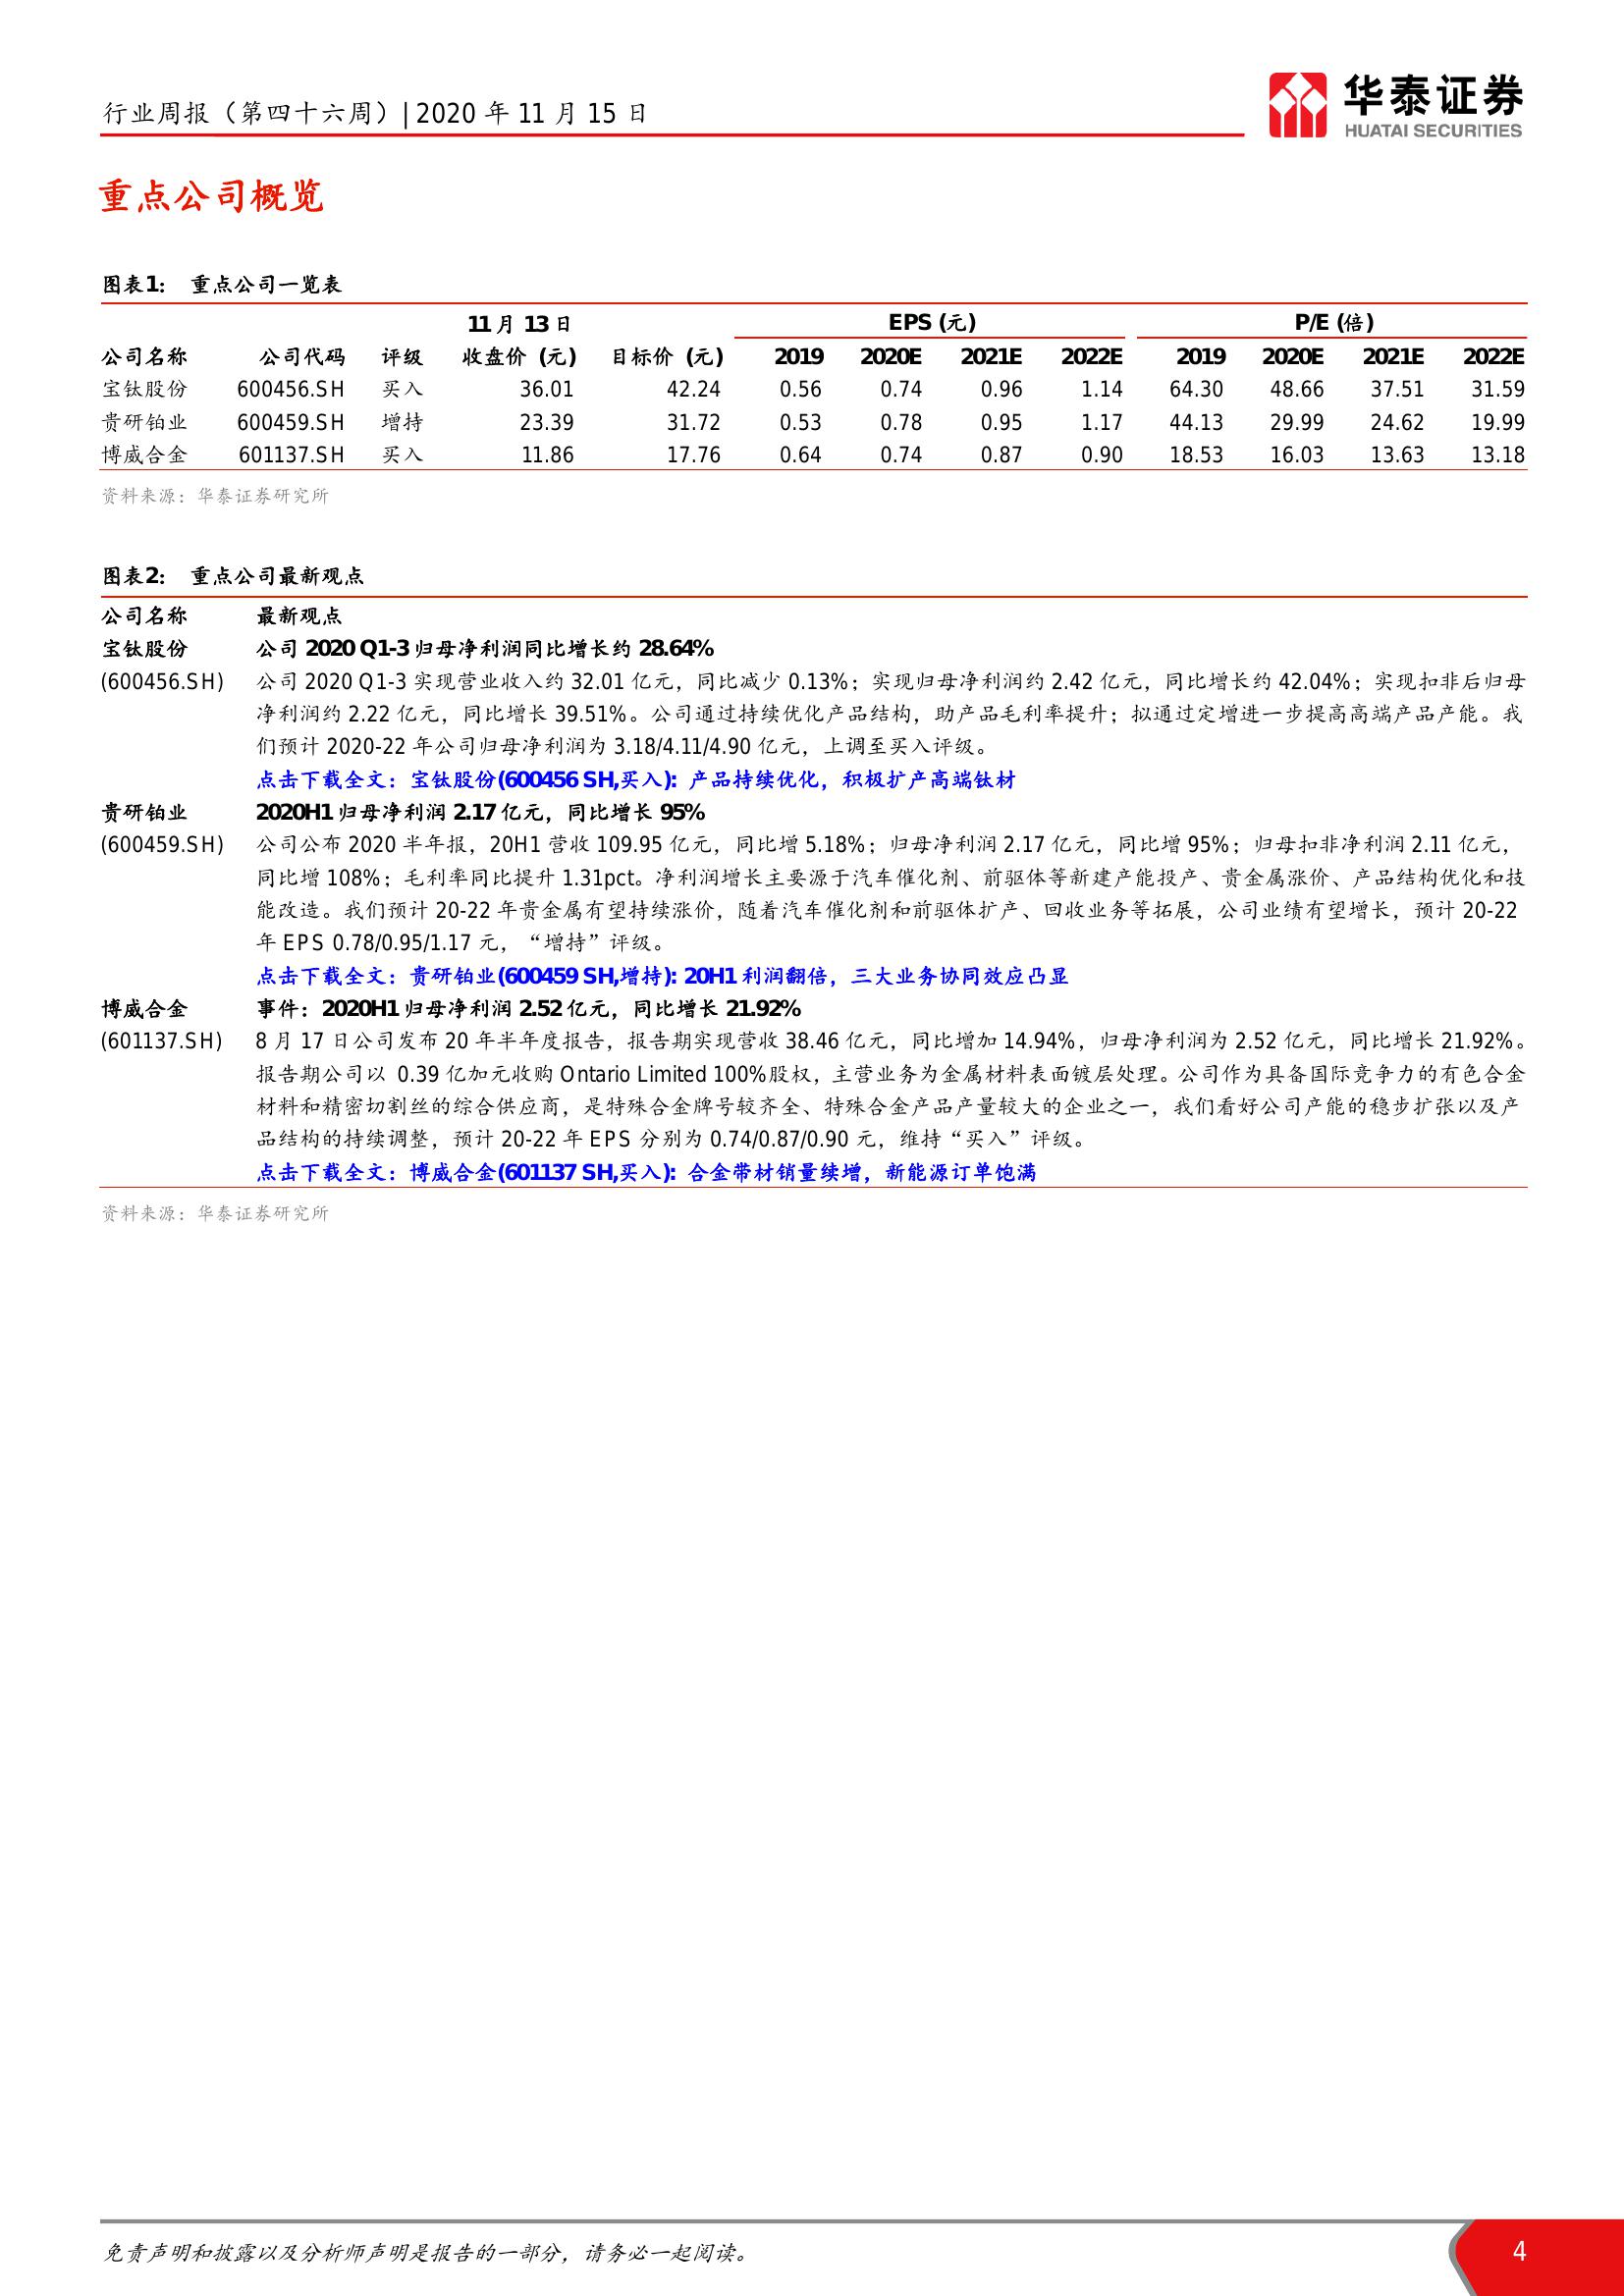 行业周报（第四十六周）| 2020 年 11 月 15 日
华泰证券
HUATAI SECURITIES
重点公司概览
图表1： 重点公司一览表
11 月 13 日 EPS (元) P/E (倍)
公司名称 公司代码 评级 收盘价 (元) 目标价 (元) 2019 2020E 2021E 2022E 2019 2020E 2021E 2022E
宝钛股份 600456.SH 买入 36.01 42.24 0.56 0.74 0.96 1.14 64.30 48.66 37.51 31.59
贵研铂业 600459.SH 增持 23.39 31.72 0.53 0.78 0.95 1.17 44.13 29.99 24.62 19.99
博威合金 601137.SH 买入 11.86 17.76 0.64 0.74 0.87 0.90 18.53 16.03 13.63 13.18
资料来源：华泰证券研究所
图表2： 重点公司最新观点
公司名称 最新观点
宝钛股份 公司 2020 Q1-3 归母净利润同比增长约 28.64%
(600456.SH) 公司 2020 Q1-3 实现营业收入约 32.01 亿元，同比减少 0.13%；实现归母净利润约 2.42 亿元，同比增长约 42.04%；实现扣非后归母
净利润约 2.22 亿元，同比增长 39.51%。公司通过持续优化产品结构，助产品毛利率提升；拟通过定增进一步提高高端产品产能。我
们预计 2020-22 年公司归母净利润为 3.18/4.11/4.90 亿元，上调至买入评级。
点击下载全文：宝钛股份(600456 SH,买入)：产品持续优化，积极扩产高端钛材
贵研铂业 2020H1 归母净利润 2.17 亿元，同比增长 95%
(600459.SH) 公司公布 2020 半年报，20H1 营收 109.95 亿元，同比增 5.18%；归母净利润 2.17 亿元，同比增 95%；归母扣非净利润 2.11 亿元，
同比增 108%；毛利率同比提升 1.31pct。净利润增长主要源于汽车催化剂、前驱体等新建产能投产、贵金属涨价、产品结构优化和技
能改造。我们预计 20-22 年贵金属有望持续涨价，随着汽车催化剂和前驱体扩产、回收业务等拓展，公司业绩有望增长，预计 20-22
年 EPS 0.78/0.95/1.17 元，“增持”评级。
点击下载全文：贵研铂业(600459 SH,增持)：20H1 利润翻倍，三大业务协同效应凸显
博威合金 事件：2020H1 归母净利润 2.52 亿元，同比增长 21.92%
(601137.SH) 8 月 17 日公司发布 20 年半年度报告，报告期实现营收 38.46 亿元，同比增加 14.94%，归母净利润为 2.52 亿元，同比增长 21.92%。
报告期公司以 0.39 亿加元收购 Ontario Limited 100%股权，主营业务为金属材料表面镀层处理。公司作为具备国际竞争力的有色合金
材料和精密切割丝的综合供应商，是特殊合金牌号较齐全、特殊合金产品产量较大的企业之一，我们看好公司产能的稳步扩张以及产
品结构的持续调整，预计 20-22 年 EPS 分别为 0.74/0.87/0.90 元，维持“买入”评级。
点击下载全文：博威合金(601137 SH,买入)：合金带材销量续增，新能源订单饱满
资料来源：华泰证券研究所
免责声明和披露以及分析师声明是报告的一部分，请务必一起阅读。 4